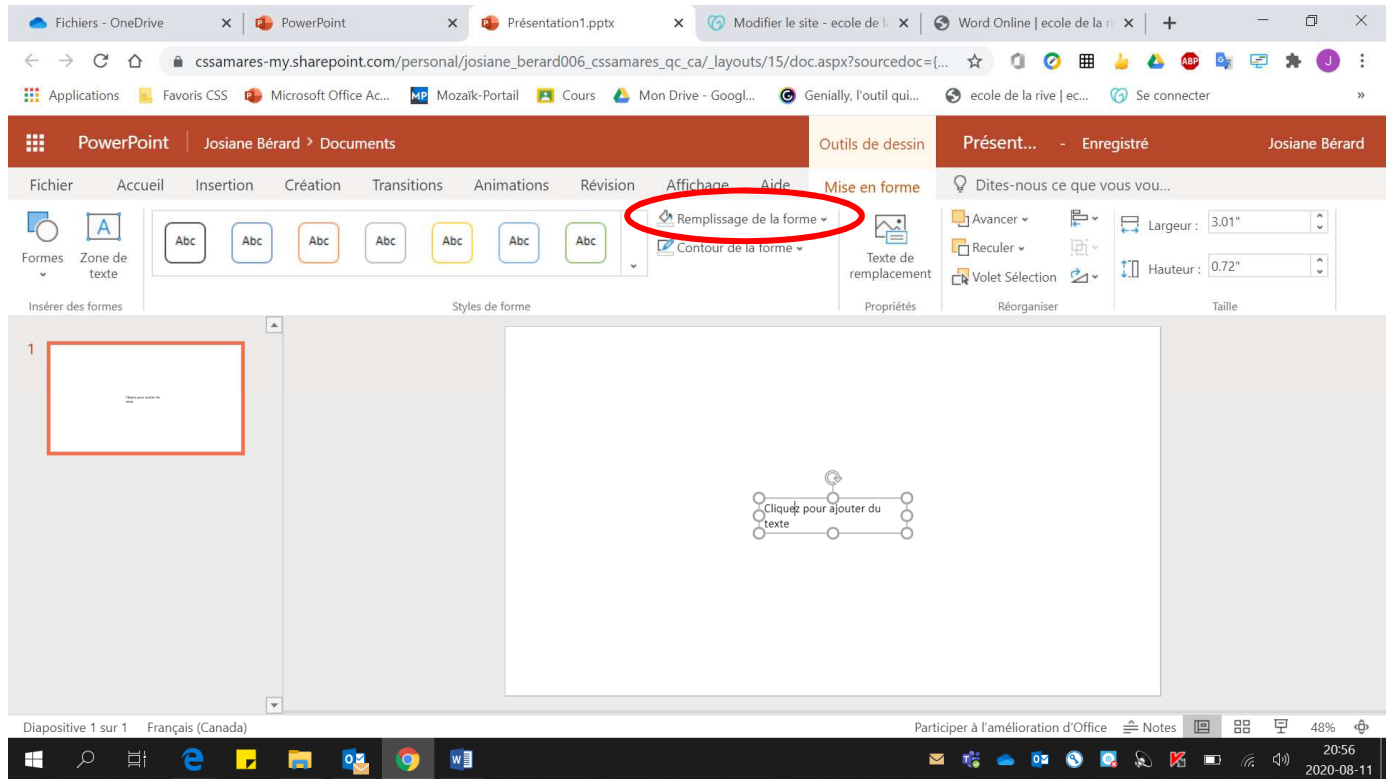 Fichiers - OneDrive
PowerPoint
Présentation1.pptx
Modifier le site - ecole de l
Word Online | ecole de la ri
cssamares-my.sharepoint.com/personal/josiane_berard006_cssamares_qc_ca/_layouts/15/doc.aspx?sourcedoc={...
ABP
J
Applications
Favoris CSS
Microsoft Office Ac...
MP
Mozaïk-Portail
Cours
Mon Drive - Googl...
Genially, l'outil qui...
ecole de la rive | ec...
Se connecter
»
PowerPoint
Josiane Bérard > Documents
Outils de dessin
Présent... - Enregistré
Josiane Bérard
Fichier
Accueil
Insertion
Création
Transitions
Animations
Révision
Affichage
Aide
Mise en forme
Dites-nous ce que vous vou...
Formes
Zone de
texte
Abc
Abc
Abc
Abc
Abc
Abc
Abc
Remplissage de la forme
Contour de la forme
Texte de
remplacement
Avancer
Reculer
Volet Sélection
Largeur : 3.01"
Hauteur : 0.72"
Insérer des formes
Styles de forme
Propriétés
Réorganiser
Taille
1
Cliquez pour ajouter du
texte
Cliquez pour ajouter du
texte
Diapositive 1 sur 1
Français (Canada)
Participer à l'amélioration d'Office
Notes
48%
20:56
2020-08-11